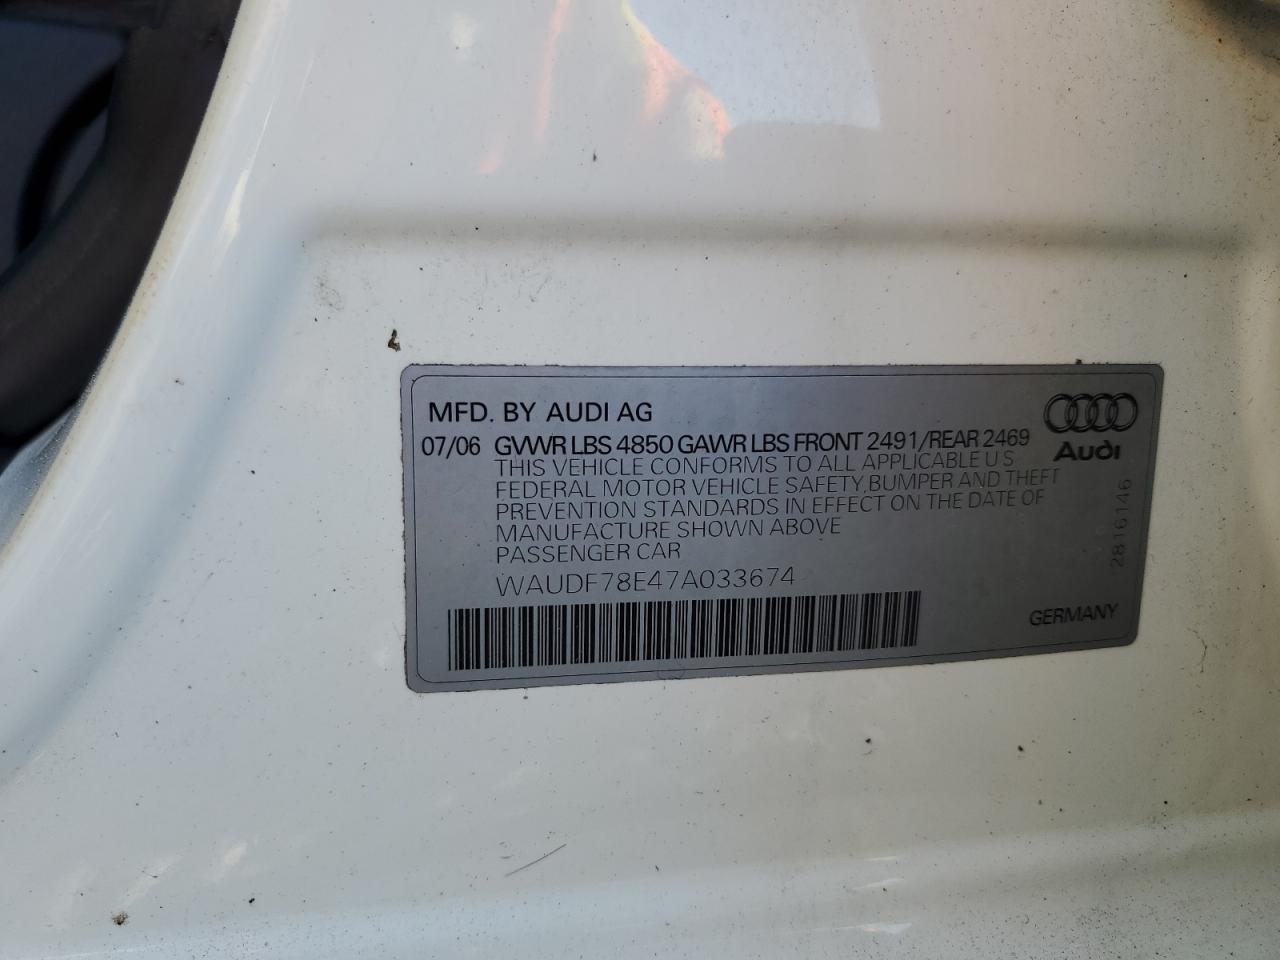 MFD. BY AUDI AG
07/06 GVWR LBS 4850 GAWR LBS FRONT 2491/REAR 2469
Audi
THIS VEHICLE CONFORMS TO ALL APPLICABLE U S
FEDERAL MOTOR VEHICLE SAFETY, BUMPER AND THEFT
PREVENTION STANDARDS IN EFFECT ON THE DATE OF
MANUFACTURE SHOWN ABOVE
PASSENGER CAR
WAUDF78E47A033674
2816146
GERMANY